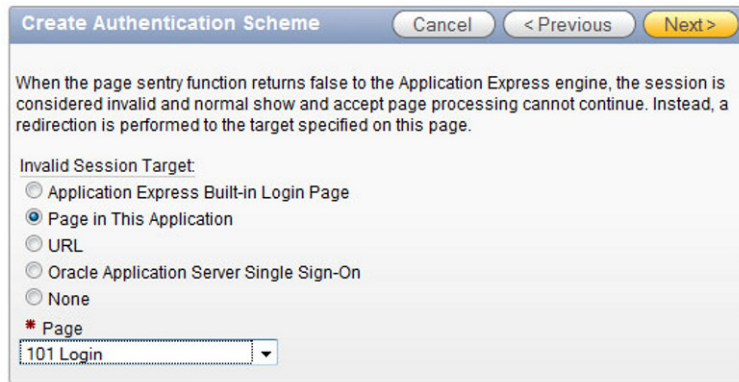 Create Authentication Scheme
Cancel
< Previous
Next >
When the page sentry function returns false to the Application Express engine, the session is
considered invalid and normal show and accept page processing cannot continue. Instead, a
redirection is performed to the target specified on this page.
Invalid Session Target:
Application Express Built-in Login Page
Page in This Application
URL
Oracle Application Server Single Sign-On
None
* Page
101 Login